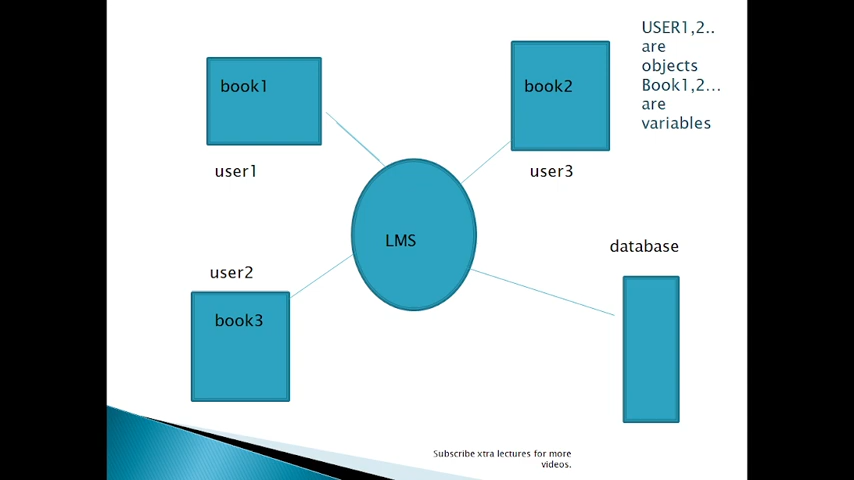 book1
user1
book2
user3
USER1,2..
are
objects
Book1,2...
are
variables
LMS
user2
book3
database
Subscribe xtra lectures for more
videos.